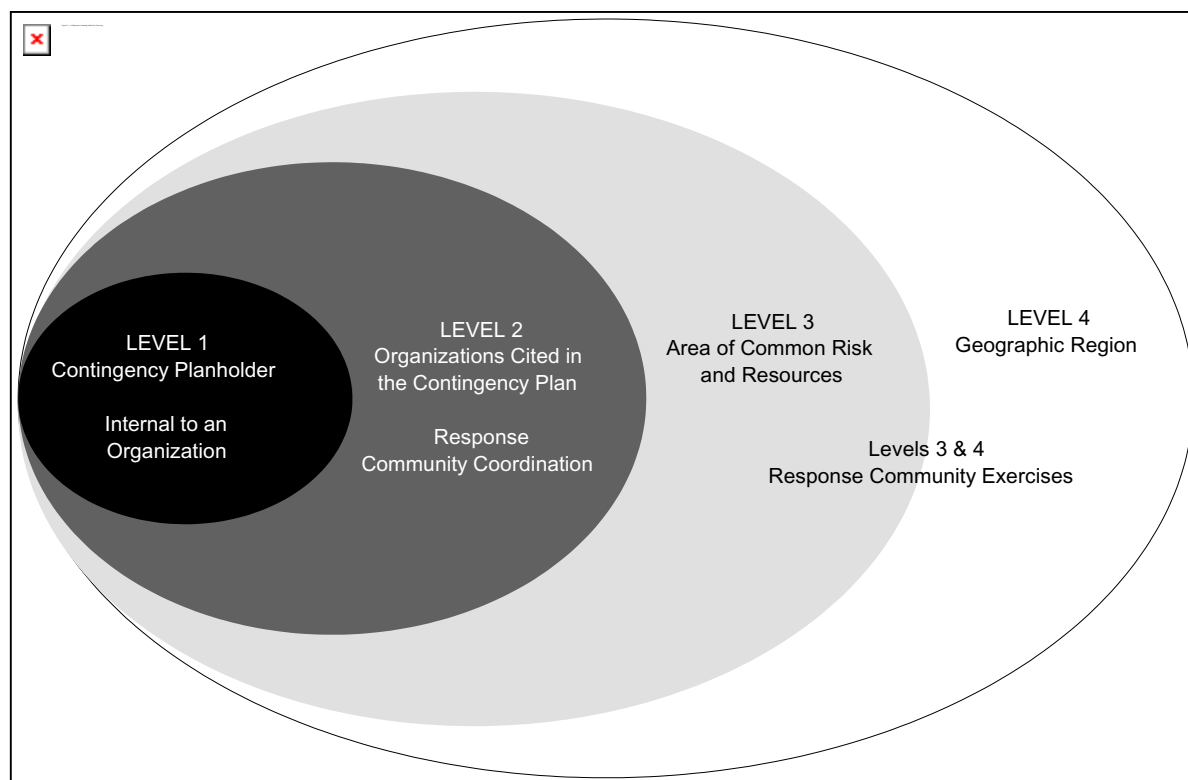 LEVEL 1
Contingency Planholder
Internal to an
Organization
LEVEL 2
Organizations Cited in
the Contingency Plan
Response
Community Coordination
LEVEL 3
Area of Common Risk
and Resources
LEVEL 4
Geographic Region
Levels 3 & 4
Response Community Exercises